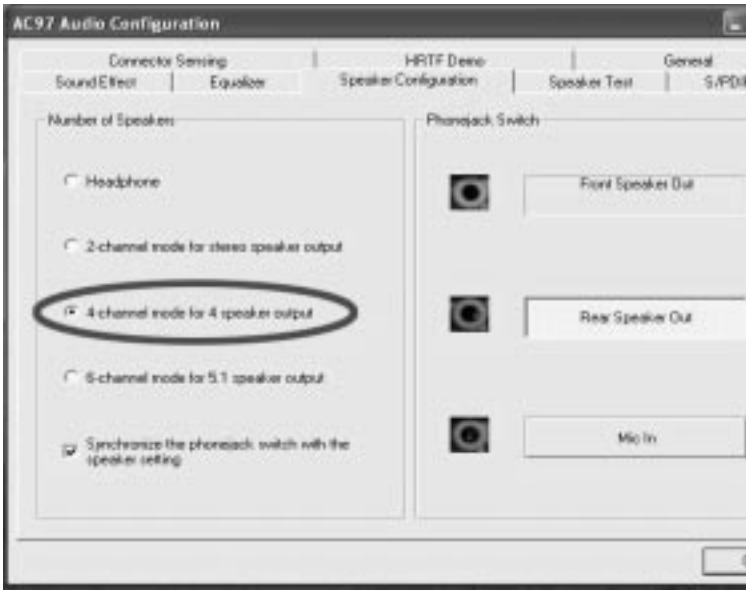 AC97 Audio Configuration
Connector Sensing
HRTF Demo
General
Sound Effect
Equalizer
Speaker Configuration
Speaker Test
Number of Speakers
Phonejack Switch
Headphone
Front Speaker Out
2-channel mode for stereo speaker output
4-channel mode for 4 speaker output
Rear Speaker Out
6-channel mode for 5.1 speaker output
Synchronize the phonejack switch with the
speaker setting
Mic In